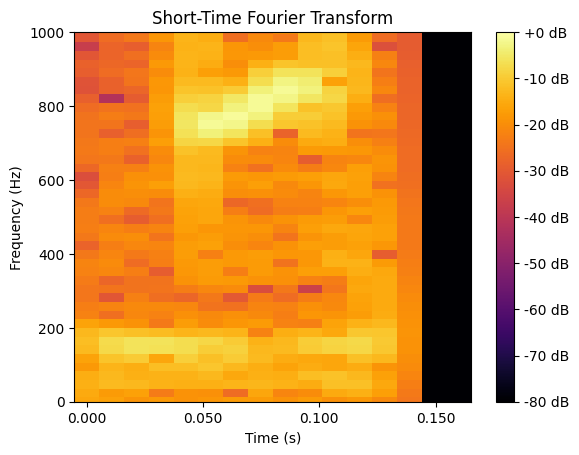 Short-Time Fourier Transform
1000
800
600
400
200
0
Frequency (Hz)
0.000
0.050
0.100
0.150
Time (s)
+0 dB
-10 dB
-20 dB
-30 dB
-40 dB
-50 dB
-60 dB
-70 dB
-80 dB